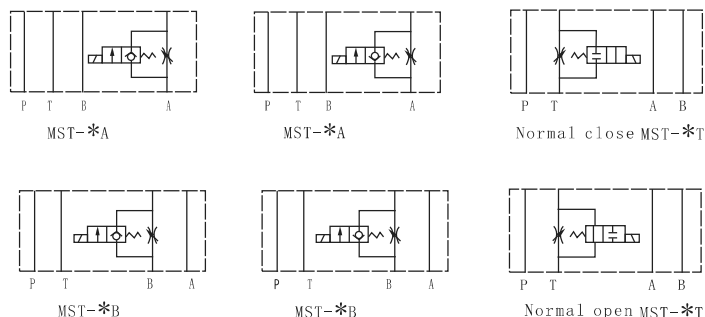 P T B A
P T B A
P T A B
MST-*A
MST-*A
Normal close MST-*T
P T B A
P T B A
P T A B
MST-*B
MST-*B
Normal open MST-*T